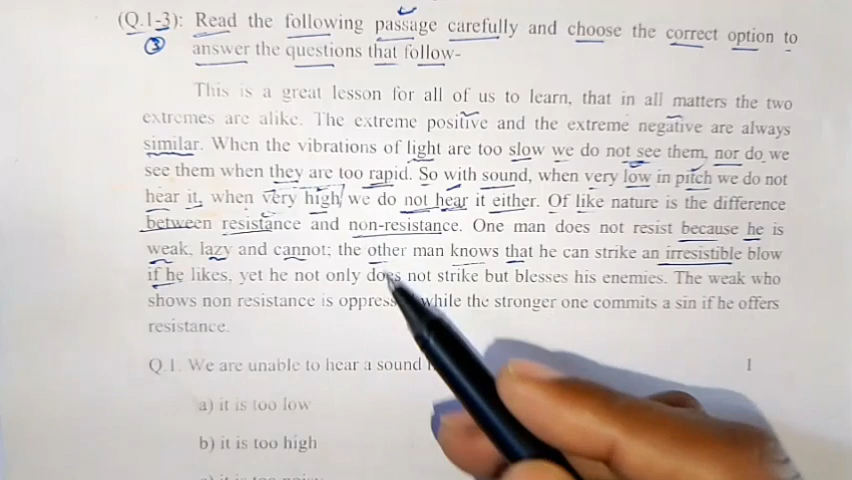 (Q.1-3): Read the following passage carefully and choose the correct option to
③ answer the questions that follow-
This is a great lesson for all of us to learn, that in all matters the two
extremes are alike. The extreme positive and the extreme negative are always
similar. When the vibrations of light are too slow we do not see them, nor do we
see them when they are too rapid. So with sound, when very low in pitch we do not
hear it, when very high, we do not hear it either. Of like nature is the difference
between resistance and non-resistance. One man does not resist because he is
weak, lazy and cannot; the other man knows that he can strike an irresistible blow
if he likes, yet he not only does not strike but blesses his enemies. The weak who
shows non resistance is while the stronger one commits a sin if he offers
resistance.
Q.1. We are unable to hear a sound 1
a) it is too low
b) it is too high